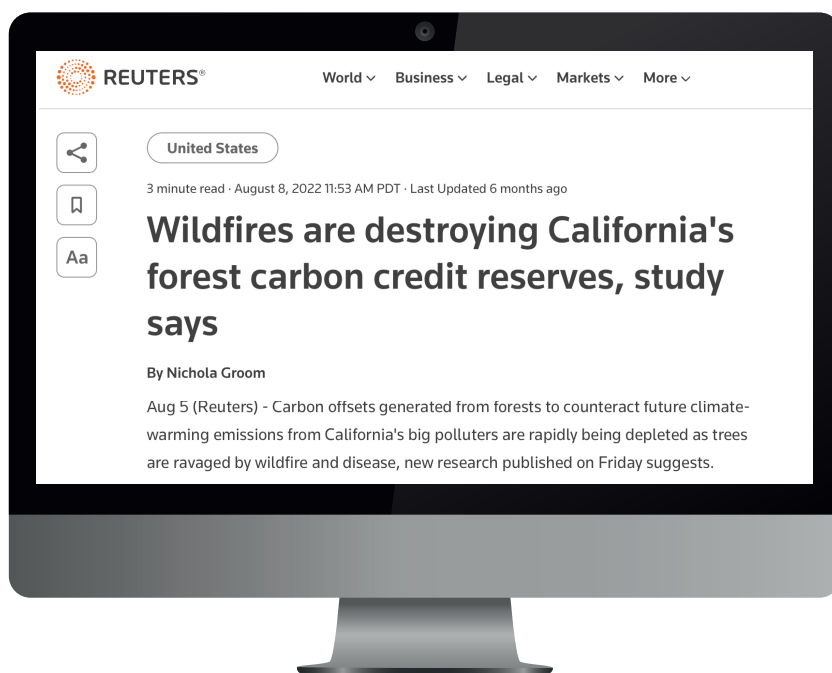 REUTERS®
World Business Legal Markets More
United States
3 minute read · August 8, 2022 11:53 AM PDT · Last Updated 6 months ago
Wildfires are destroying California's
forest carbon credit reserves, study
says
Aa
By Nichola Groom
Aug 5 (Reuters) - Carbon offsets generated from forests to counteract future climate-
warming emissions from California's big polluters are rapidly being depleted as trees
are ravaged by wildfire and disease, new research published on Friday suggests.